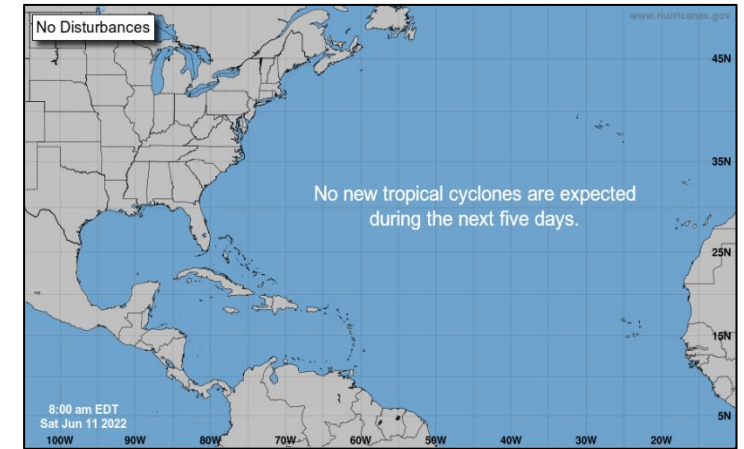 No Disturbances
www.hurricanes.gov
45N
35N
No new tropical cyclones are expected
during the next five days.
25N
15N
8:00 am EDT
Sat Jun 11 2022
5N
100W 90W 80W 70W 60W 50W 40W 30W 20W